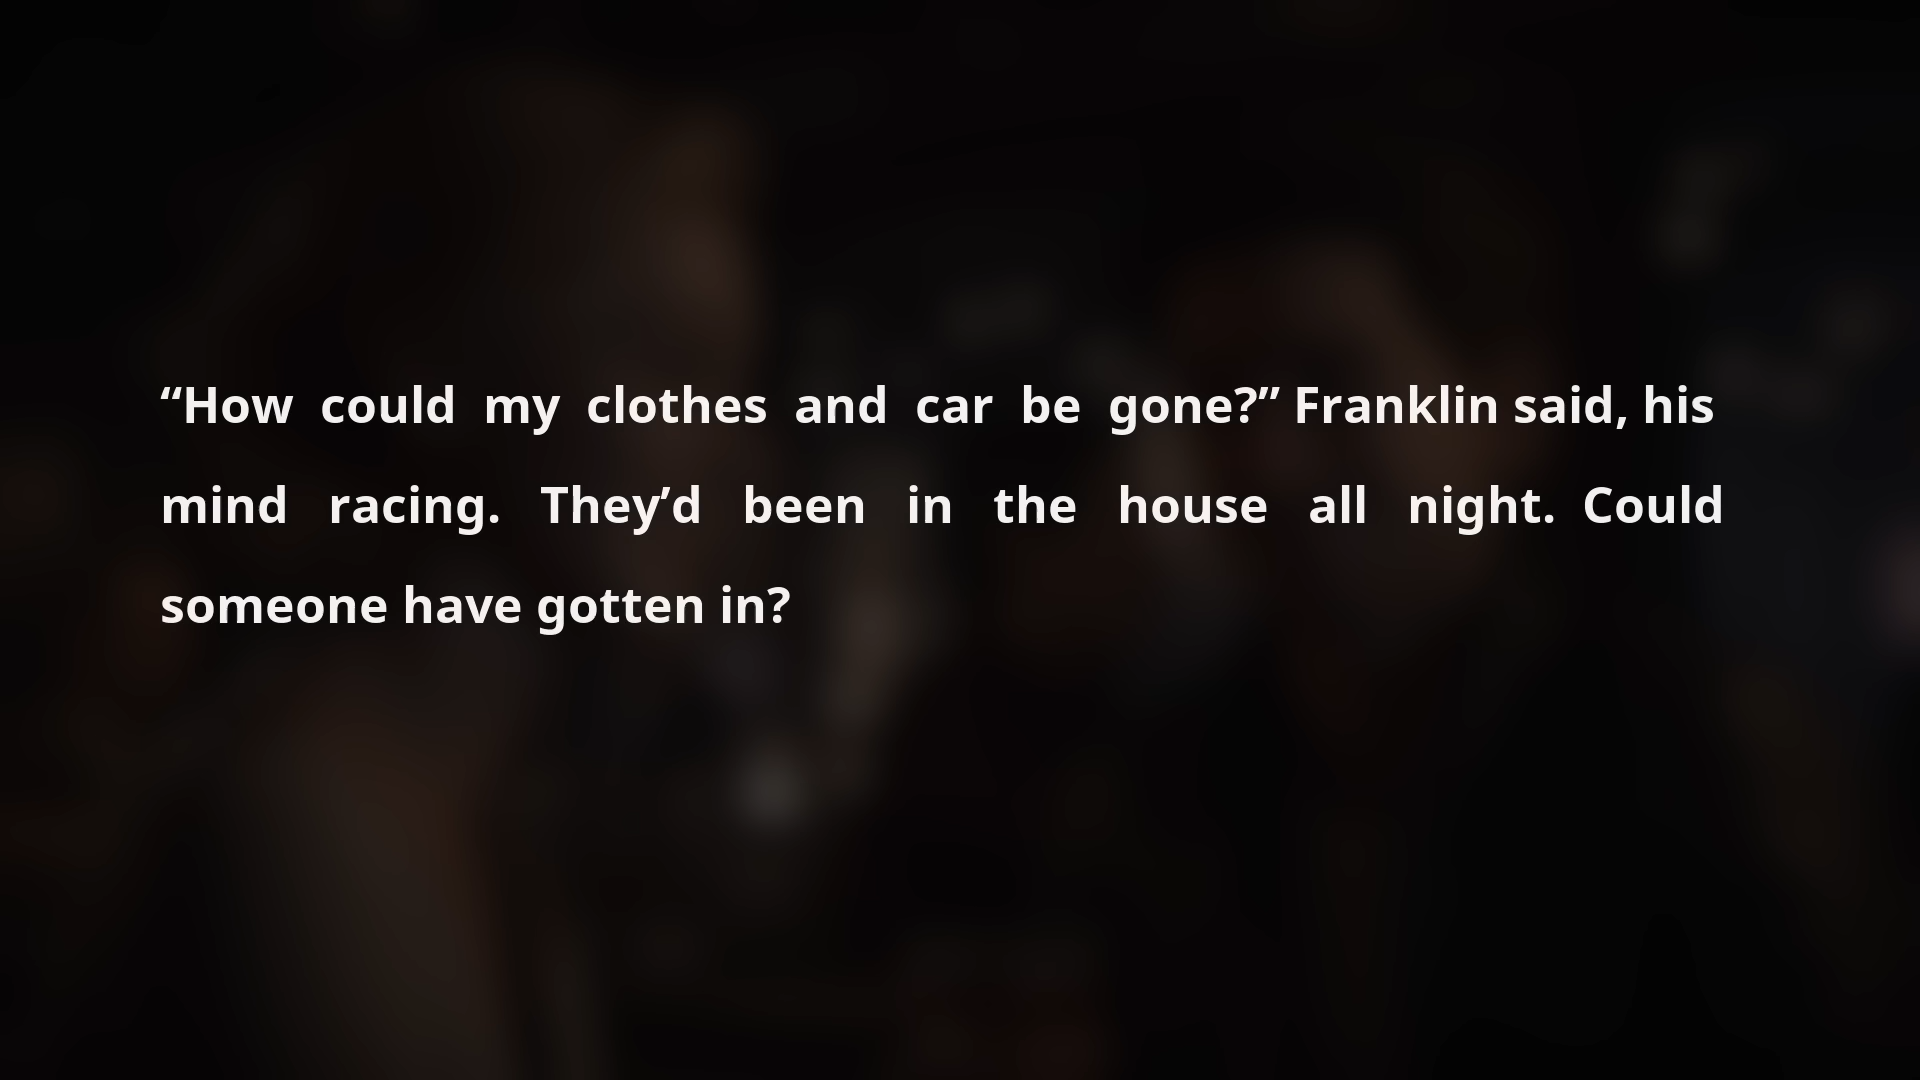 “How could my clothes and car be gone?” Franklin said, his
mind racing. They’d been in the house all night. Could
someone have gotten in?